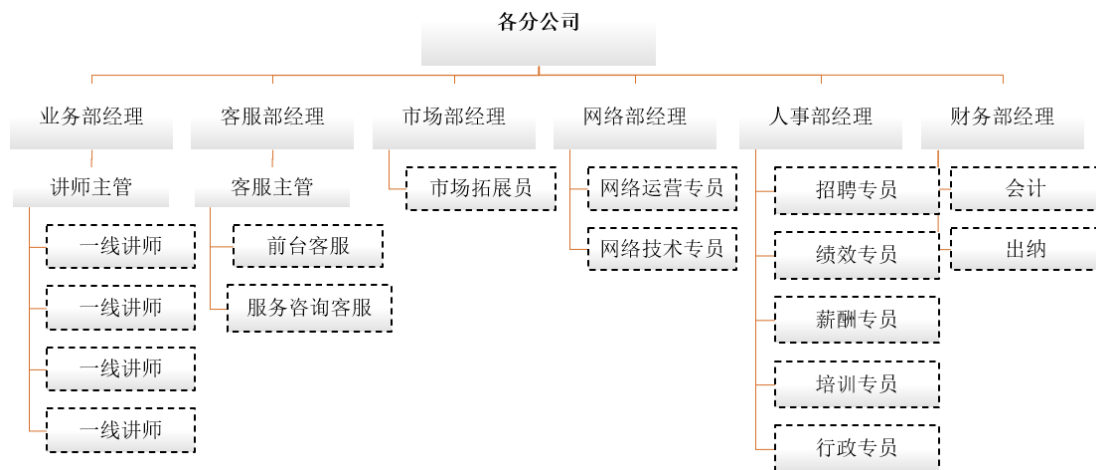 各分公司
业务部经理
客服部经理
市场部经理
网络部经理
人事部经理
财务部经理
讲师主管
一线讲师
一线讲师
一线讲师
一线讲师
客服主管
前台客服
服务咨询客服
市场拓展员
网络运营专员
网络技术专员
招聘专员
绩效专员
薪酬专员
培训专员
行政专员
会计
出纳